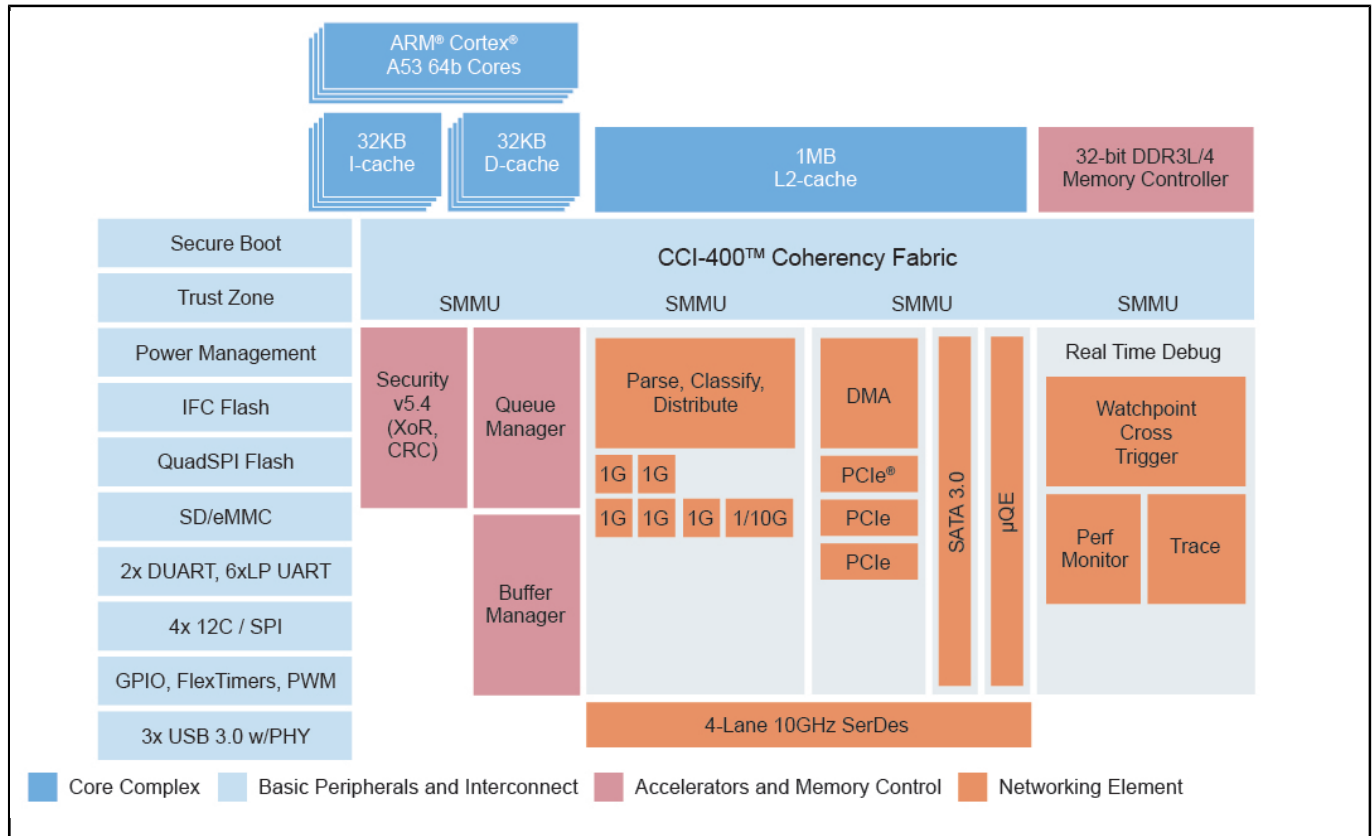 ARM® Cortex®
A53 64b Cores
32KB
I-cache
32KB
D-cache
1MB
L2-cache
32-bit DDR3L/4
Memory Controller
Secure Boot
Trust Zone
Power Management
IFC Flash
QuadSPI Flash
SD/eMMC
2x DUART, 6xLP UART
4x 12C / SPI
GPIO, FlexTimers, PWM
3x USB 3.0 w/PHY
CCI-400™ Coherency Fabric
SMMU SMMU SMMU SMMU
Security
v5.4
(XoR,
CRC)
Queue
Manager
Buffer
Manager
Parse, Classify,
Distribute
1G 1G
1G 1G 1G 1/10G
DMA
PCIe®
PCIe
PCIe
SATA 3.0
μQE
Real Time Debug
Watchpoint
Cross
Trigger
Perf
Monitor
Trace
4-Lane 10GHz SerDes
Core Complex Basic Peripherals and Interconnect Accelerators and Memory Control Networking Element